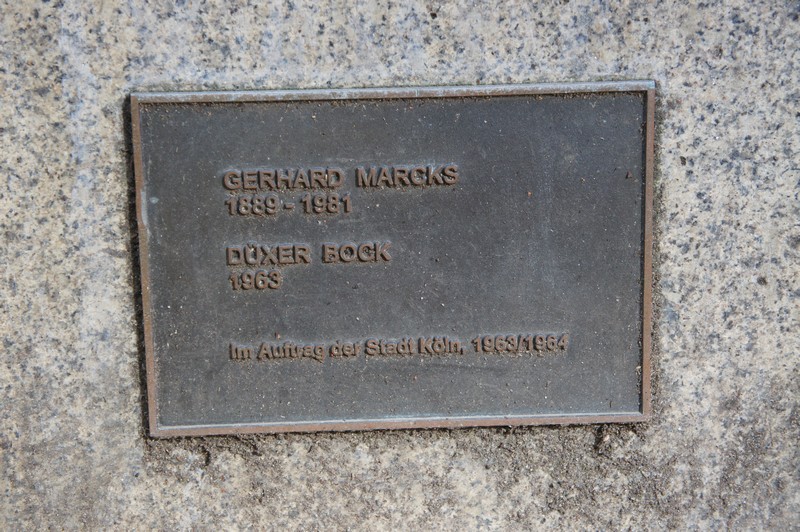 GERHARD MARCKS
1889 - 1981
DÜXER BOCK
1963
Im Auftrag der Stadt Köln, 1963/1964